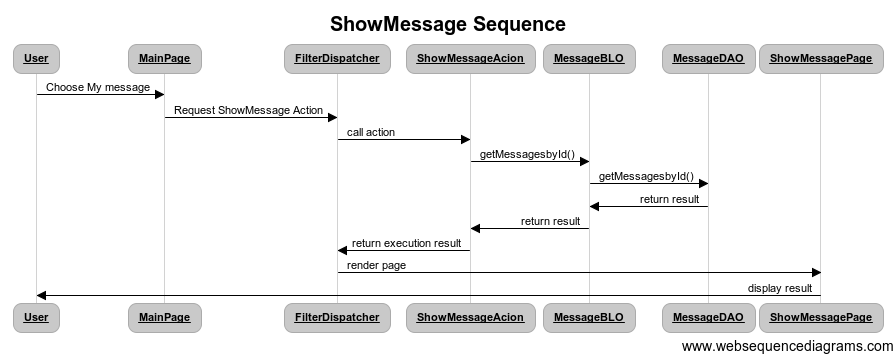 ShowMessage Sequence
User MainPage FilterDispatcher ShowMessageAcion MessageBLO MessageDAO ShowMessagePage
Choose My message
Request ShowMessage Action
call action
getMessagesbyId()
getMessagesbyId()
return result
return result
return execution result
render page
display result
User MainPage FilterDispatcher ShowMessageAcion MessageBLO MessageDAO ShowMessagePage
www.websequencediagrams.com